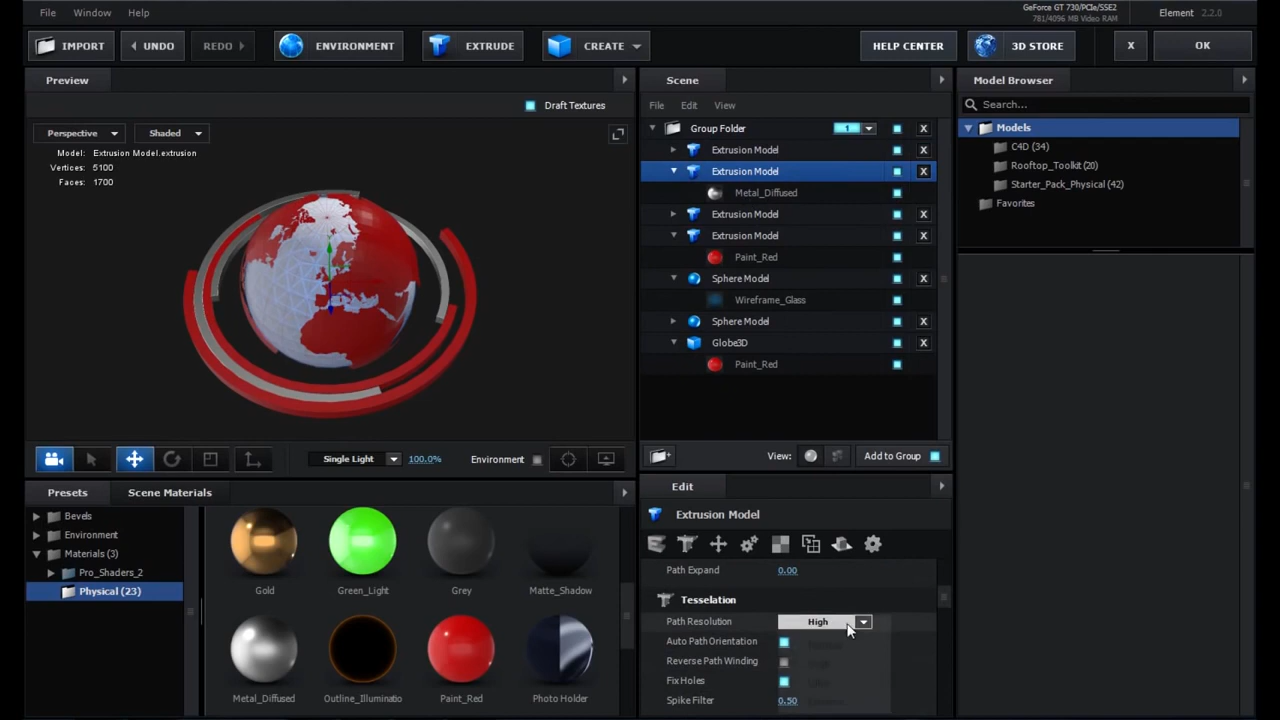 File Window Help
GeForce GT 730/PCIe/SSE2
781/4096 MB Video RAM
Element 2.2.0
IMPORT UNDO REDO ENVIRONMENT EXTRUDE CREATE HELP CENTER 3D STORE X OK
Preview
Draft Textures
Perspective Shaded
Model: Extrusion Model.extrusion
Vertices: 5100
Faces: 1700
Single Light 100.0% Environment
Scene
File Edit View
Group Folder 1 X
Extrusion Model X
Extrusion Model X
Metal_Diffused
Extrusion Model X
Extrusion Model X
Paint_Red
Sphere Model X
Wireframe_Glass
Sphere Model X
Globe3D X
Paint_Red
View: Add to Group
Model Browser
Search...
Models
C4D (34)
Rooftop_Toolkit (20)
Starter_Pack_Physical (42)
Favorites
Presets Scene Materials
Bevels
Environment
Materials (3)
Pro_Shaders_2
Physical (23)
Gold Green_Light Grey Matte_Shadow
Metal_Diffused Outline_Illuminatio Paint_Red Photo Holder
Edit
Extrusion Model
Path Expand 0.00
Tesselation
Path Resolution High
Auto Path Orientation
Reverse Path Winding
Fix Holes
Spike Filter 0.50